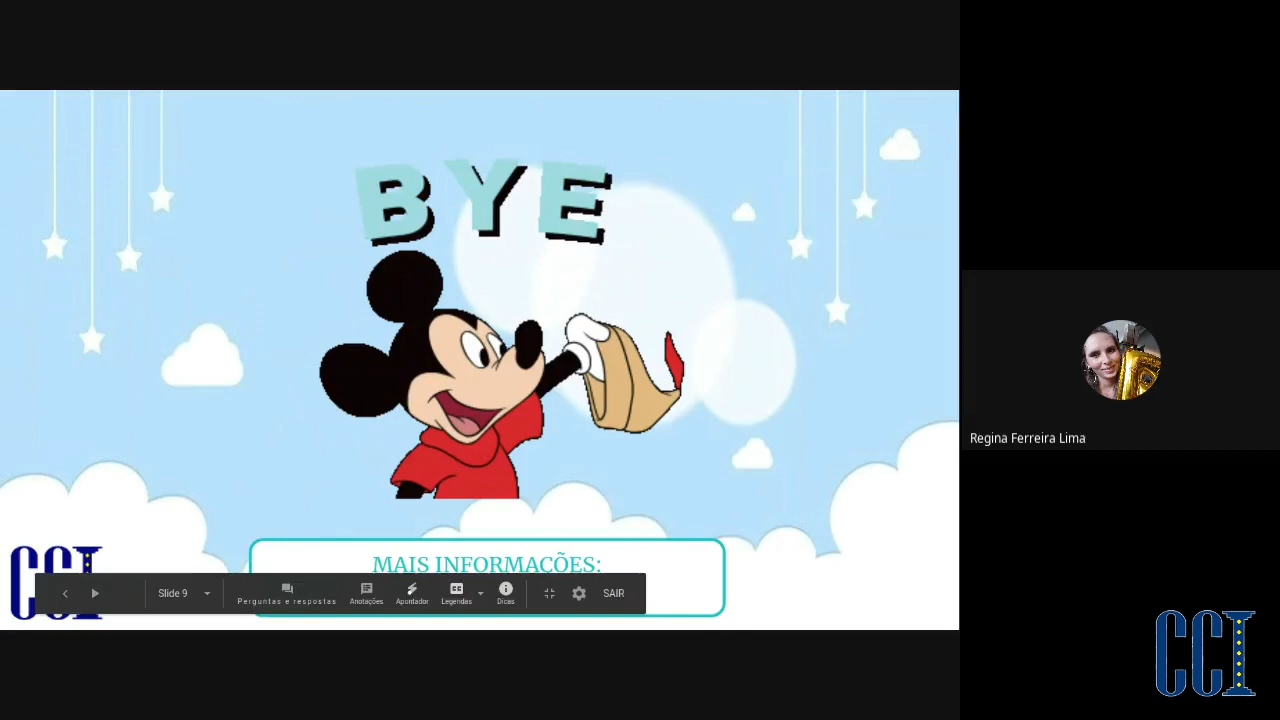 BYE
MAIS INFORMAÇÕES:
CCI
Slide 9
Perguntas e respostas
Anotações
Apontador
Legendas
Dicas
SAIR
Regina Ferreira Lima
CCI